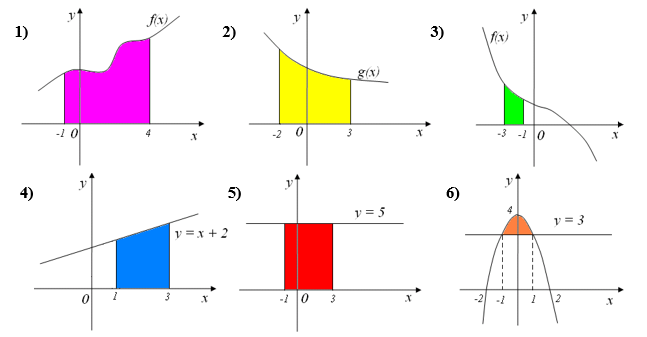 1)
y
f(x)
-1 0 4 x
2)
y
g(x)
-2 0 3 x
3)
y
f(x)
-3 -1 0 x
4)
y
y = x + 2
0 1 3 x
5)
y
y = 5
-1 0 3 x
6)
y
4
y = 3
-2 -1 1 2 x